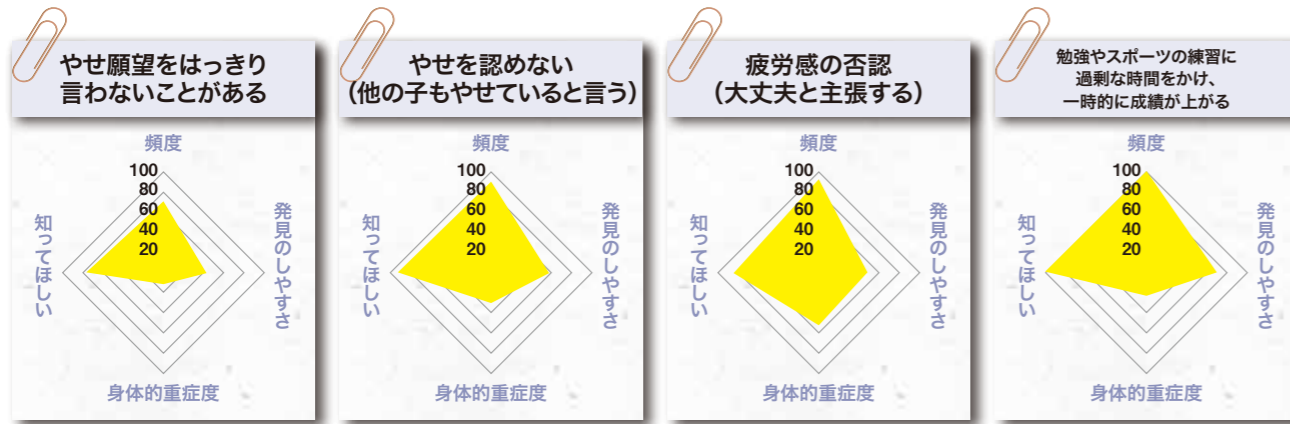 やせ願望をはっきり
言わないことがある
頻度
100
80
60
40
20
知ってほしい
発見のしやすさ
身体的重症度
やせを認めない
（他の子もやせていると言う）
頻度
100
80
60
40
20
知ってほしい
発見のしやすさ
身体的重症度
疲労感の否認
（大丈夫と主張する）
頻度
100
80
60
40
20
知ってほしい
発見のしやすさ
身体的重症度
勉強やスポーツの練習に
過剰な時間をかけ、
一時的に成績が上がる
頻度
100
80
60
40
20
知ってほしい
発見のしやすさ
身体的重症度